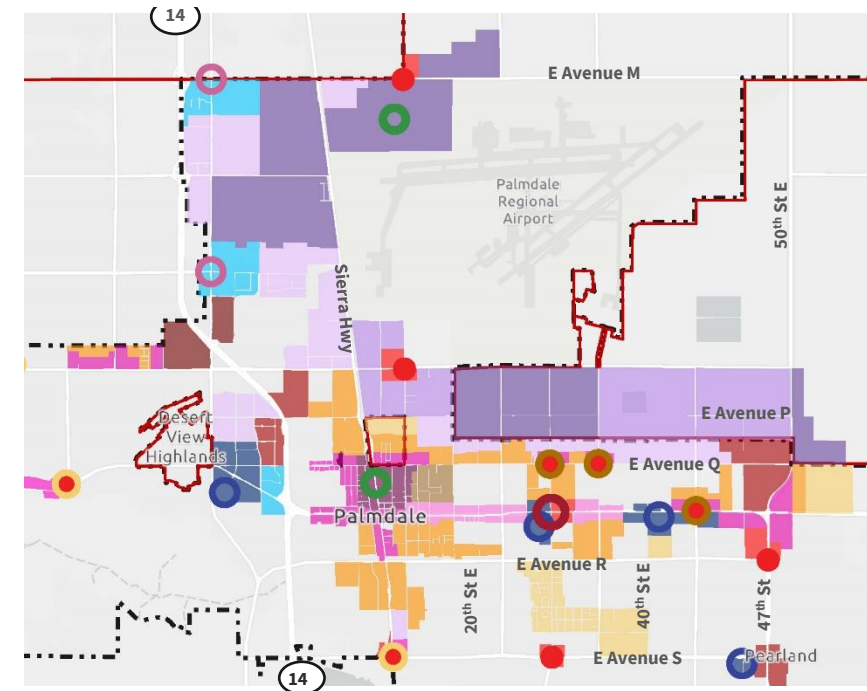 14
E Avenue M
Palmdale
Regional
Airport
50th St E
Sierra Hwy
E Avenue P
Desert
View
Highlands
E Avenue Q
Palmdale
E Avenue R
20th St E
40th St E
47th St
E Avenue S
Pearland
14